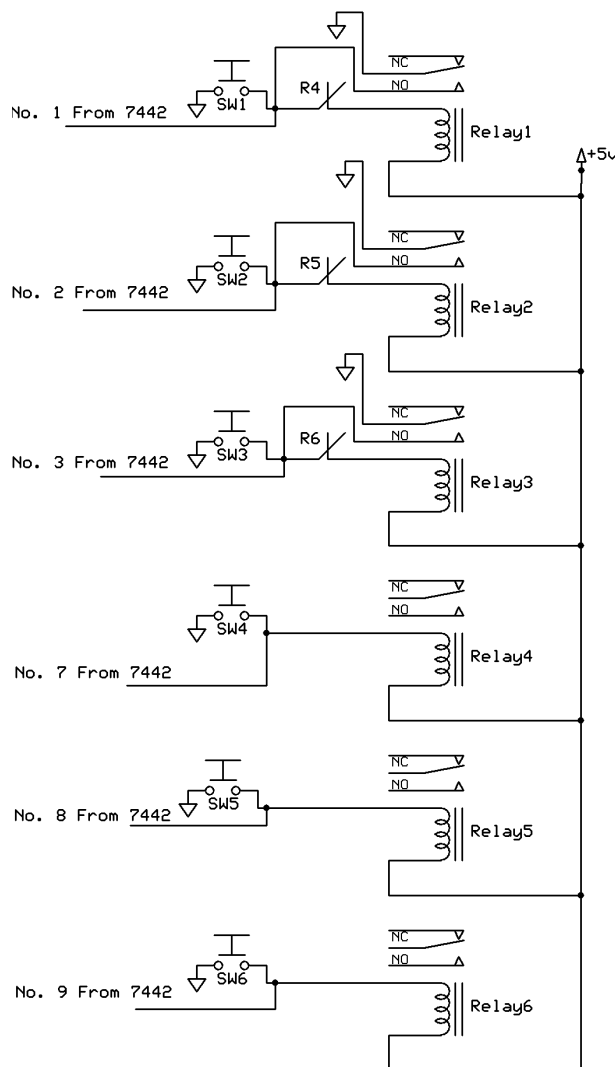 NC
R4
NO
SW1
No. 1 From 7442
Relay1
+5v
NC
R5
NO
SW2
No. 2 From 7442
Relay2
NC
R6
NO
SW3
No. 3 From 7442
Relay3
NC
NO
SW4
No. 7 From 7442
Relay4
NC
NO
SW5
No. 8 From 7442
Relay5
NC
NO
SW6
No. 9 From 7442
Relay6